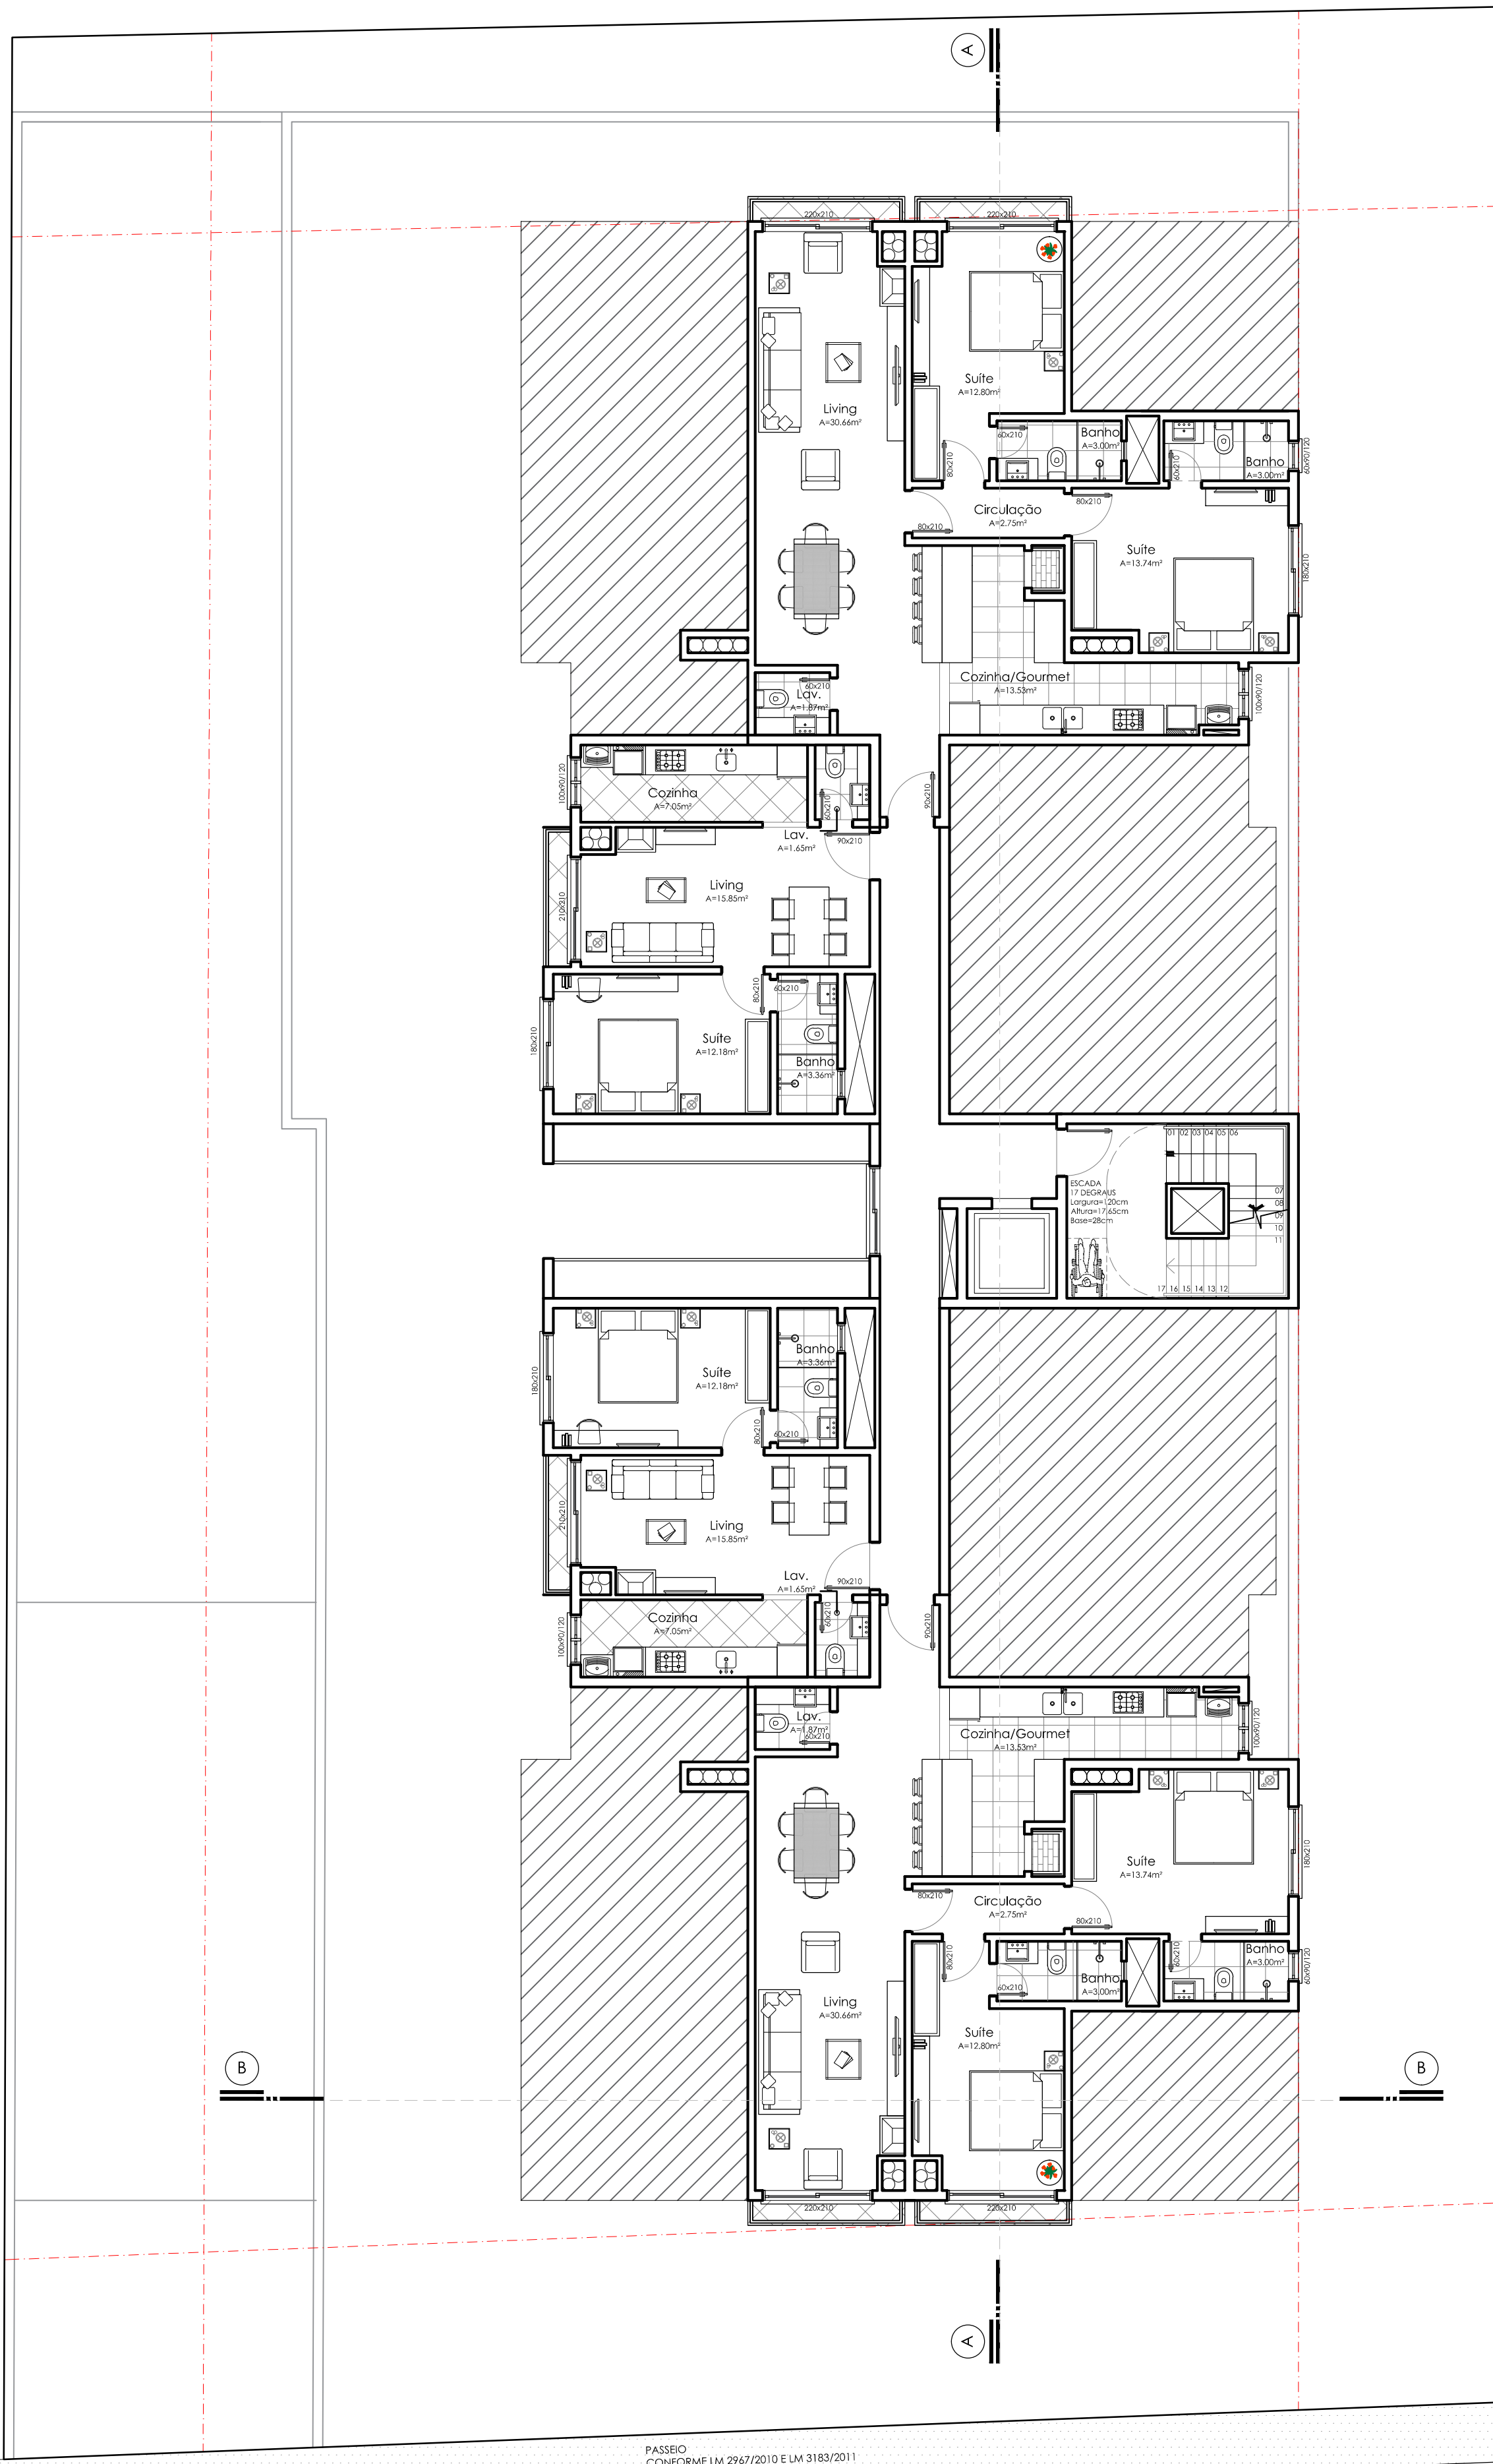 A
220x210
220x210
Suíte
A=12.80m²
Living
A=30.66m²
60x210
Banho
A=3.00m²
80x210
60x210
Banho
A=3.00m²
60x90/120
80x210
Circulação
A=2.75m²
80x210
Suíte
A=13.74m²
180x210
Cozinha/Gourmet
A=13.53m²
100x90/120
60x210
Lav.
A=1.87m²
100x90/120
Cozinha
A=7.05m²
60x210
90x210
Lav.
A=1.65m²
90x210
Living
A=15.85m²
210x210
80x210
60x210
180x210
Suíte
A=12.18m²
Banho
A=3.36m²
01 02 03 04 05 06
ESCADA
17 DEGRAUS
Largura=120cm
Altura=17,65cm
Base=28cm
07
08
09
10
11
17 16 15 14 13 12
Banho
A=3.36m²
180x210
Suíte
A=12.18m²
80x210
60x210
210x210
Living
A=15.85m²
Lav.
A=1.65m²
90x210
100x90/120
Cozinha
A=7.05m²
60x210
90x210
Lav.
A=1.87m²
60x210
Cozinha/Gourmet
A=13.53m²
100x90/120
Suíte
A=13.74m²
180x210
80x210
Circulação
A=2.75m²
80x210
80x210
60x210
Banho
A=3.00m²
60x90/120
60x210
Banho
A=3.00m²
Living
A=30.66m²
Suíte
A=12.80m²
B
B
220x210
220x210
A
PASSEIO
CONFORME LM 2967/2010 E LM 3183/2011